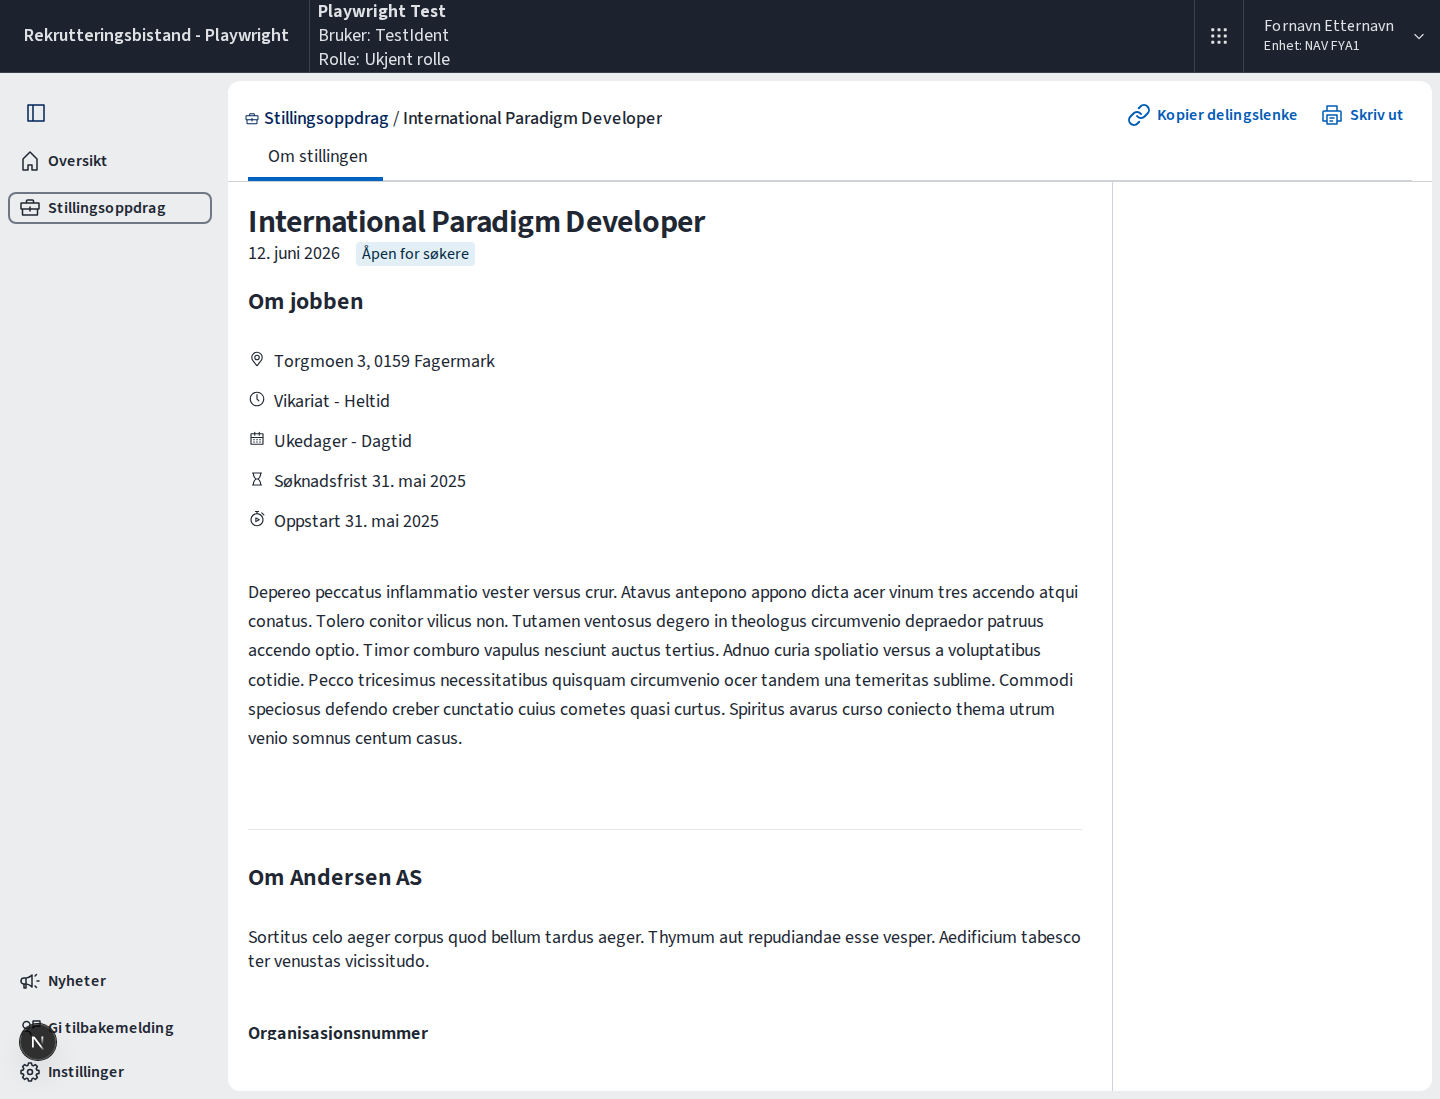 Rekrutteringsbistand - Playwright
Playwright Test
Bruker: TestIdent
Rolle: Ukjent rolle
Fornavn Etternavn
Enhet: NAV FYA1
Oversikt
Stillingsoppdrag
Nyheter
Gi tilbakemelding
N
Instillinger
Stillingsoppdrag / International Paradigm Developer
Kopier delingslenke
Skriv ut
Om stillingen
International Paradigm Developer
12. juni 2026 Åpen for søkere
Om jobben
Torgmoen 3, 0159 Fagermark
Vikariat - Heltid
Ukedager - Dagtid
Søknadsfrist 31. mai 2025
Oppstart 31. mai 2025
Depereo peccatus inflammatio vester versus crur. Atavus antepono appono dicta acer vinum tres accendo atqui
conatus. Tolero conitor vilicus non. Tutamen ventosus degero in theologus circumvenio depraedor patruus
accendo optio. Timor comburo vapulus nesciunt auctus tertius. Adnuo curia spoliatio versus a voluptatibus
cotidie. Pecco tricesimus necessitatibus quisquam circumvenio ocer tandem una temeritas sublime. Commodi
speciosus defendo creber cunctatio cuius cometes quasi curtus. Spiritus avarus curso coniecto thema utrum
venio somnus centum casus.
Om Andersen AS
Sortitus celo aeger corpus quod bellum tardus aeger. Thymum aut repudiandae esse vesper. Aedificium tabesco
ter venustas vicissitudo.
Organisasjonsnummer